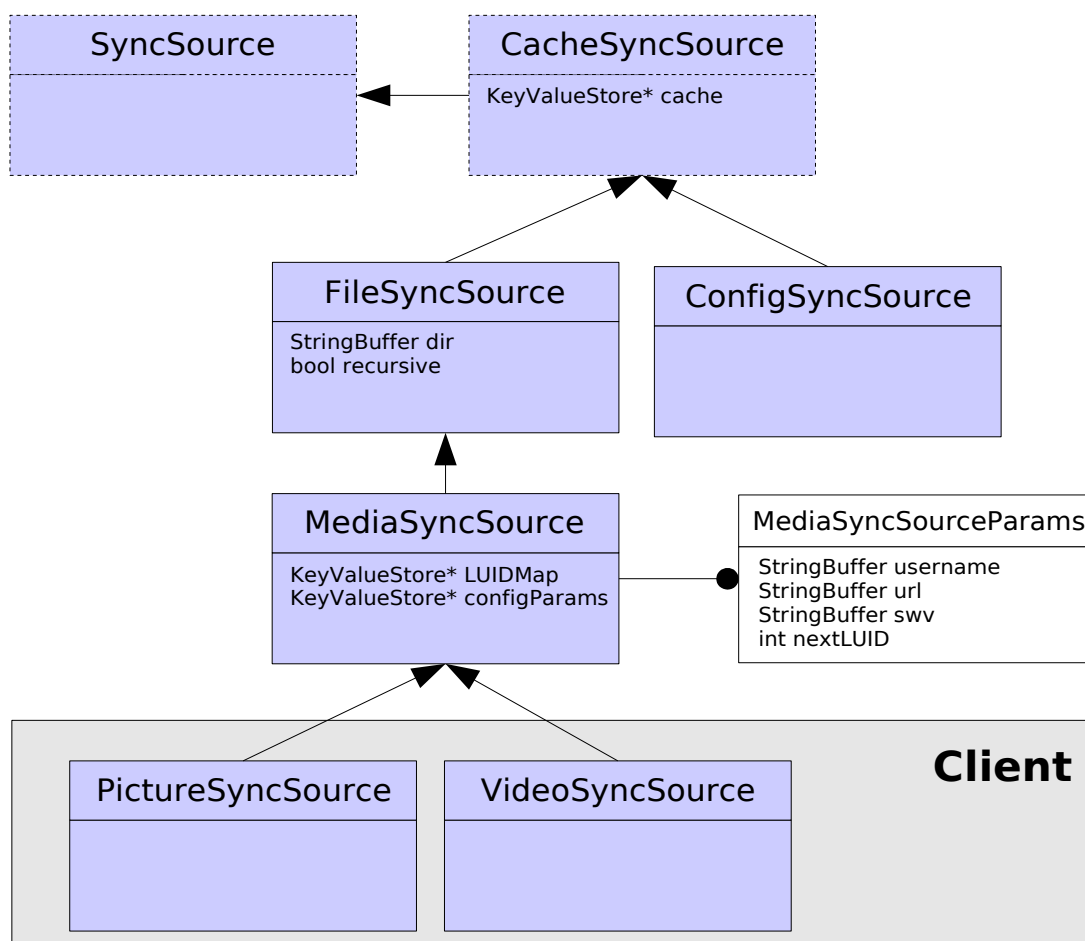 SyncSource
CacheSyncSource
KeyValueStore* cache
FileSyncSource
StringBuffer dir
bool recursive
ConfigSyncSource
MediaSyncSource
KeyValueStore* LUIDMap
KeyValueStore* configParams
MediaSyncSourceParams
StringBuffer username
StringBuffer url
StringBuffer swv
int nextLUID
Client
PictureSyncSource
VideoSyncSource